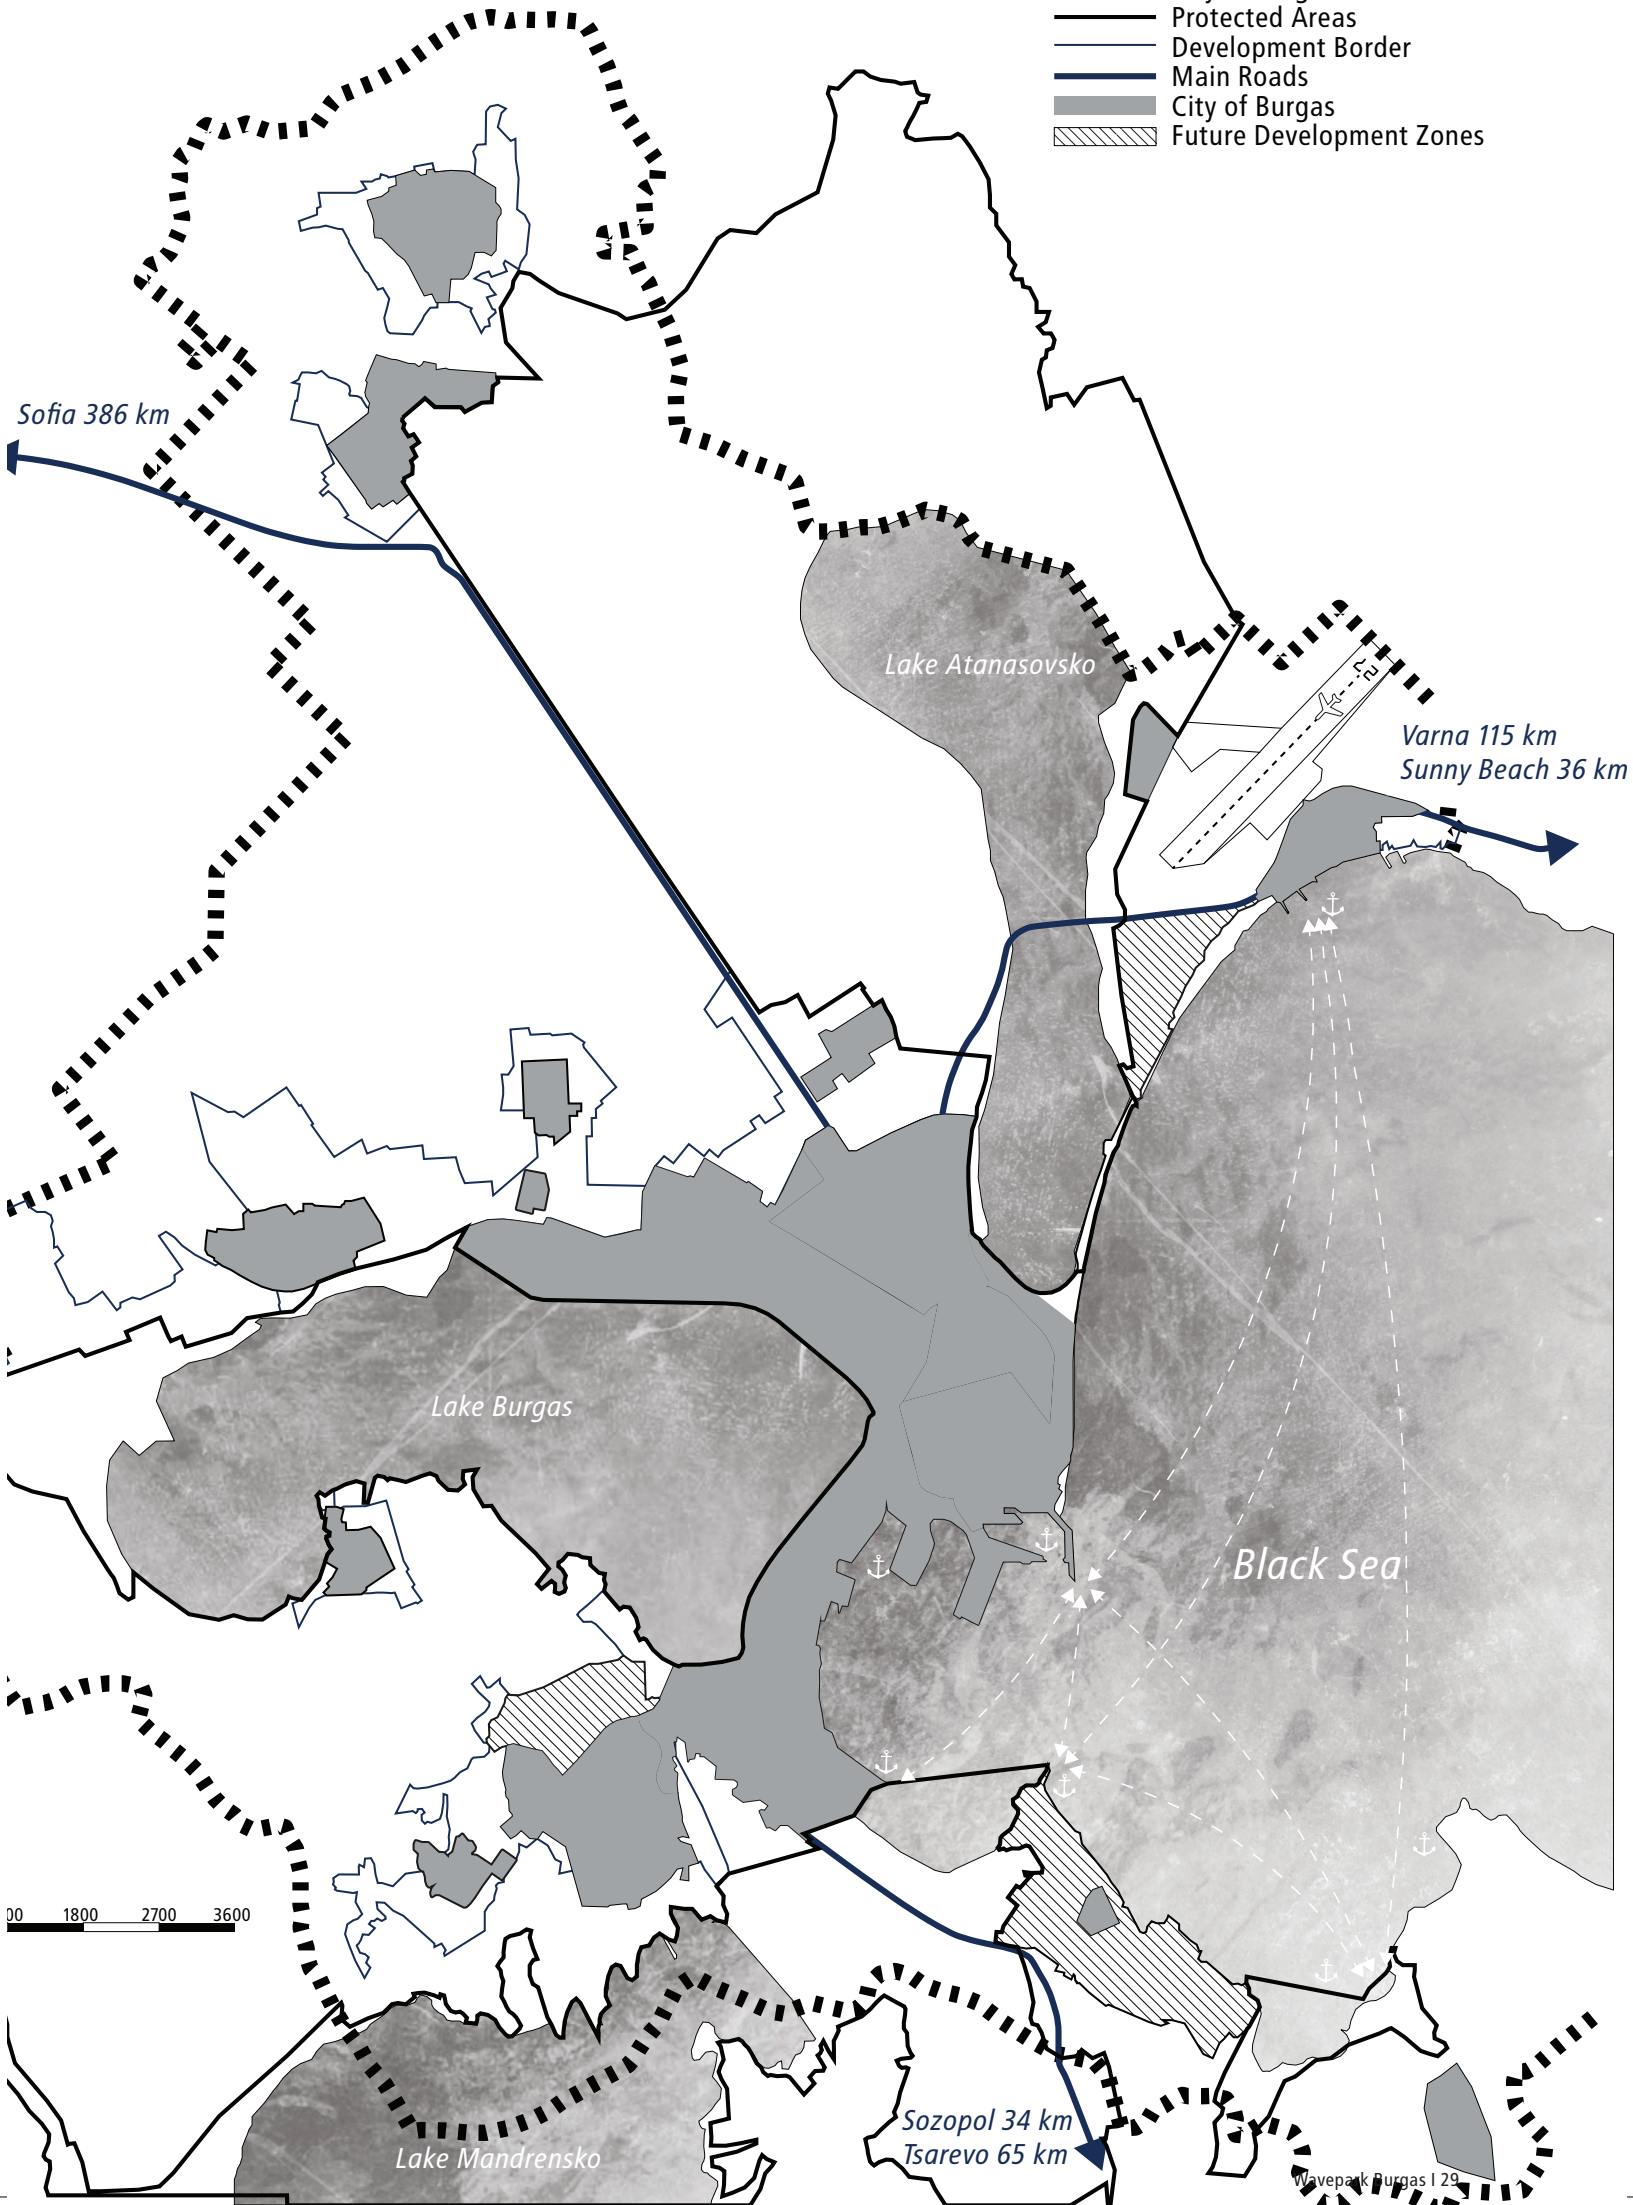 Protected Areas
Development Border
Main Roads
City of Burgas
Future Development Zones
Sofia 386 km
Lake Atanasovsko
27
Varna 115 km
Sunny Beach 36 km
Lake Burgas
Black Sea
1800 2700 3600
Sozopol 34 km
Tsarevo 65 km
Lake Mandrensko
Wavepark Burgas I 29